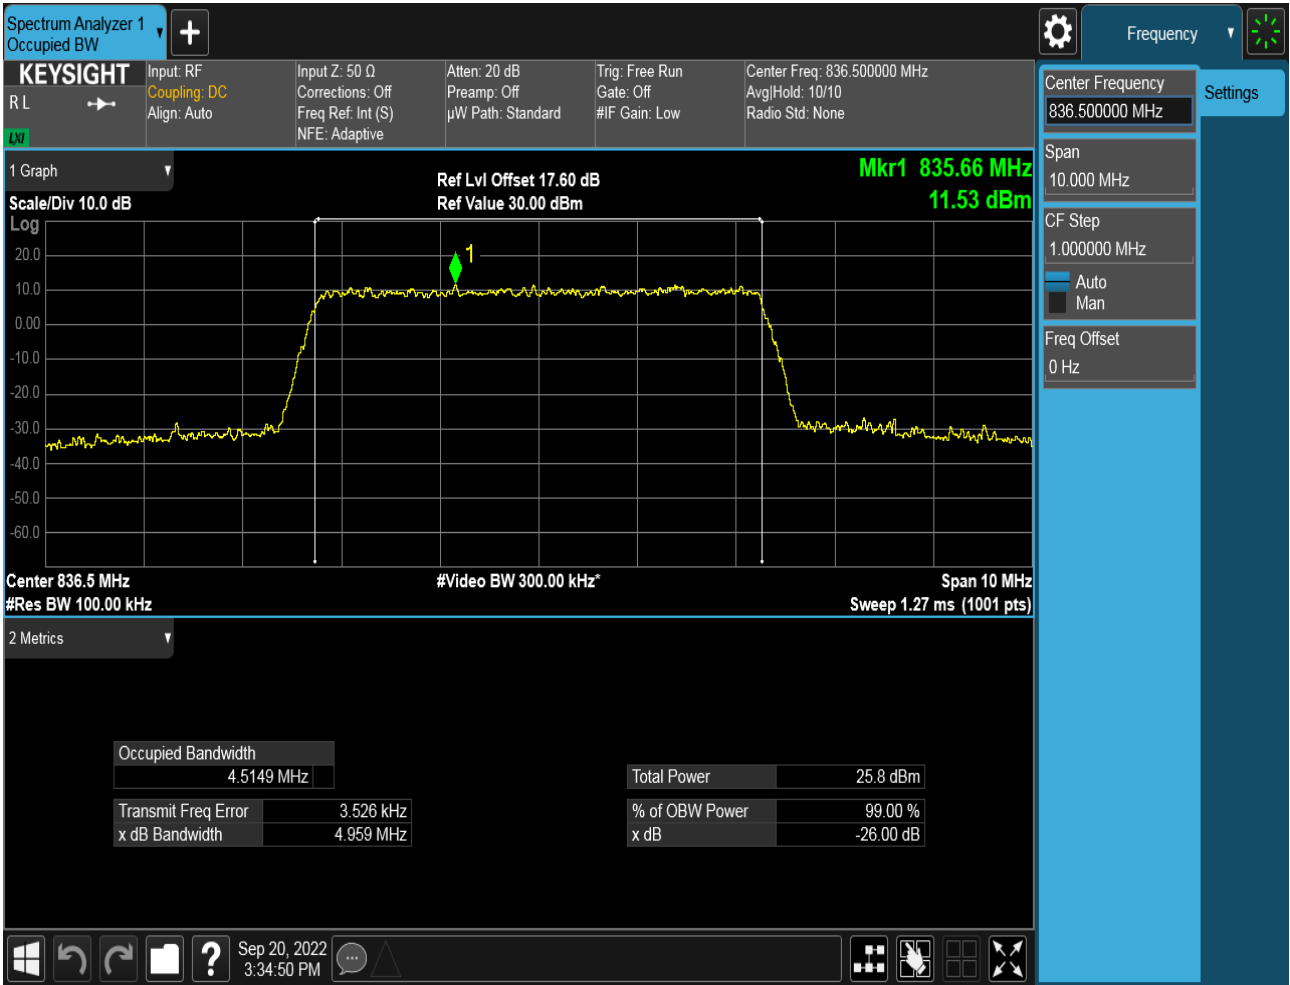 Spectrum Analyzer 1
Occupied BW
Frequency
KEYSIGHT
R L
LXI
Input: RF
Coupling: DC
Align: Auto
Input Z: 50 Ω
Corrections: Off
Freq Ref: Int (S)
NFE: Adaptive
Atten: 20 dB
Preamp: Off
µW Path: Standard
Trig: Free Run
Gate: Off
#IF Gain: Low
Center Freq: 836.500000 MHz
Avg|Hold: 10/10
Radio Std: None
Center Frequency
836.500000 MHz
Settings
Span
10.000 MHz
CF Step
1.000000 MHz
Auto
Man
Freq Offset
0 Hz
1 Graph
Scale/Div 10.0 dB
Log
Ref Lvl Offset 17.60 dB
Ref Value 30.00 dBm
Mkr1 835.66 MHz
11.53 dBm
1
20.0
10.0
0.00
-10.0
-20.0
-30.0
-40.0
-50.0
-60.0
Center 836.5 MHz
#Video BW 300.00 kHz*
Span 10 MHz
#Res BW 100.00 kHz
Sweep 1.27 ms (1001 pts)
2 Metrics
Occupied Bandwidth
4.5149 MHz
Total Power 25.8 dBm
Transmit Freq Error 3.526 kHz
% of OBW Power 99.00 %
x dB Bandwidth 4.959 MHz
x dB -26.00 dB
?
Sep 20, 2022
3:34:50 PM